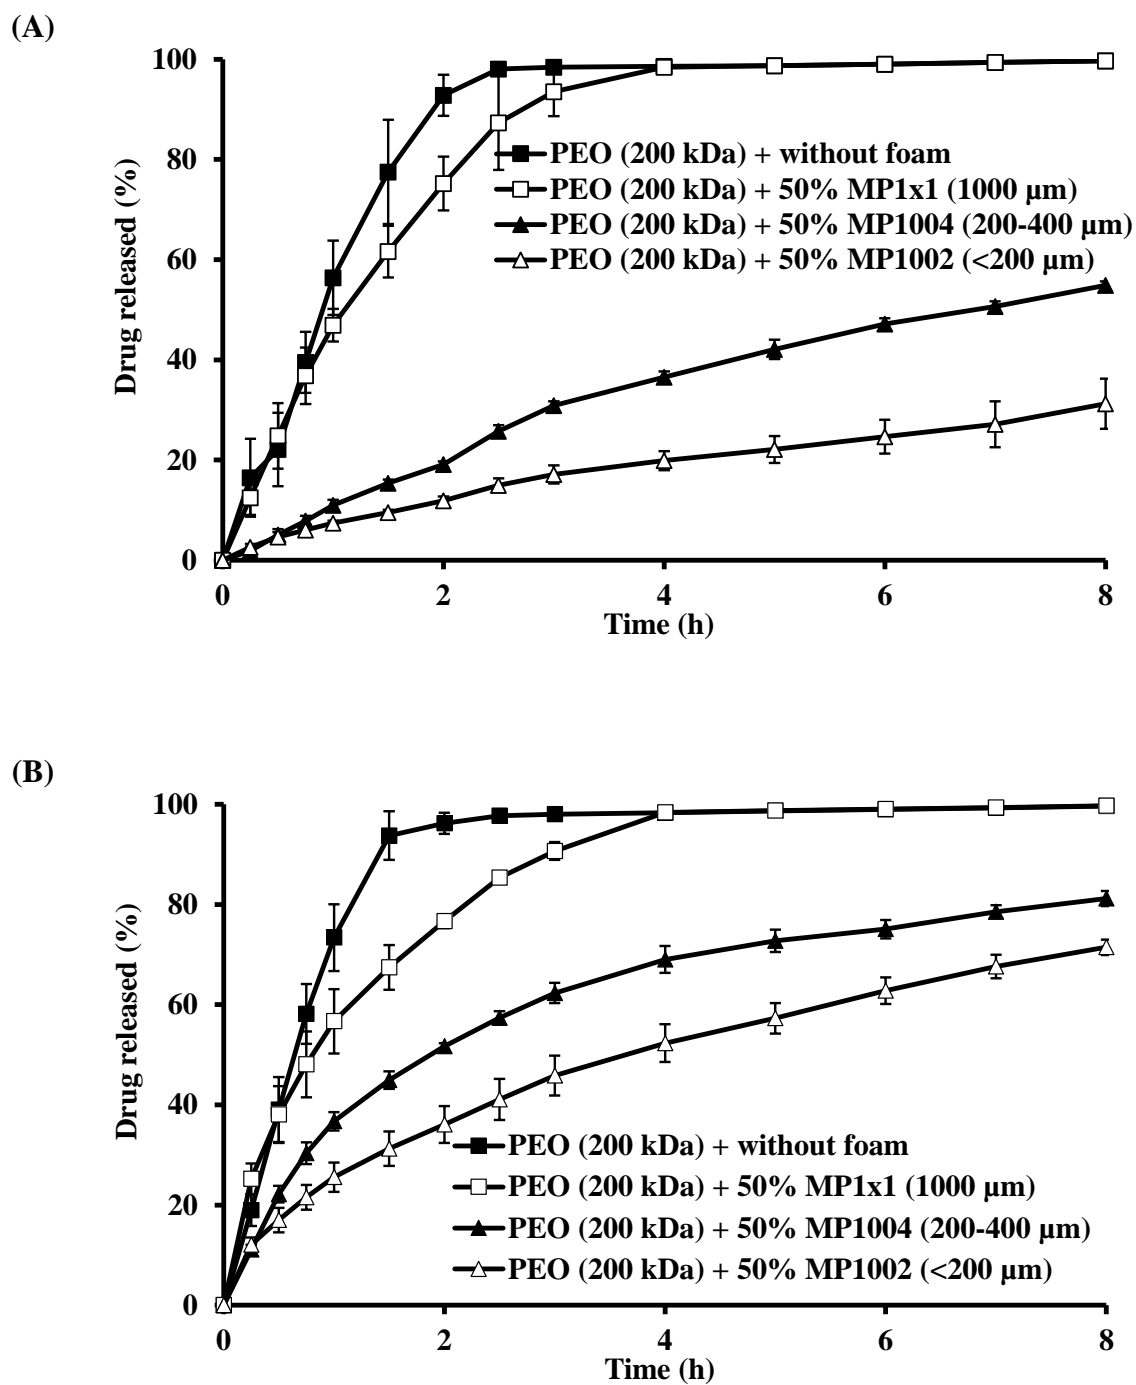 (A)
100
80
60
40
20
0
Drug released (%)
PEO (200 kDa) + without foam
PEO (200 kDa) + 50% MP1x1 (1000 µm)
PEO (200 kDa) + 50% MP1004 (200-400 µm)
PEO (200 kDa) + 50% MP1002 (<200 µm)
0 2 4 6 8
Time (h)
(B)
100
80
60
40
20
0
Drug released (%)
PEO (200 kDa) + without foam
PEO (200 kDa) + 50% MP1x1 (1000 µm)
PEO (200 kDa) + 50% MP1004 (200-400 µm)
PEO (200 kDa) + 50% MP1002 (<200 µm)
0 2 4 6 8
Time (h)